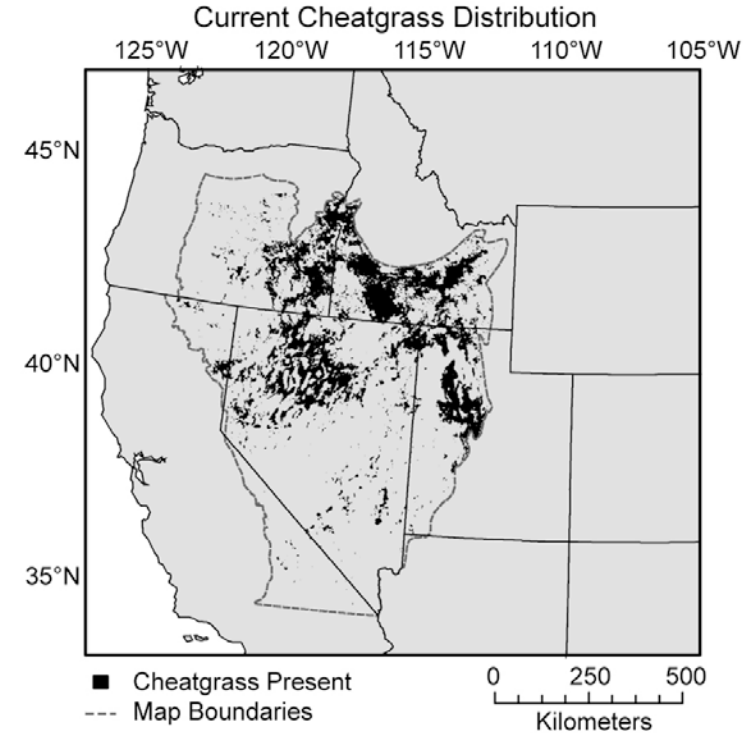 Current Cheatgrass Distribution
125°W 120°W 115°W 110°W 105°W
45°N
40°N
35°N
Cheatgrass Present
Map Boundaries
0 250 500
Kilometers